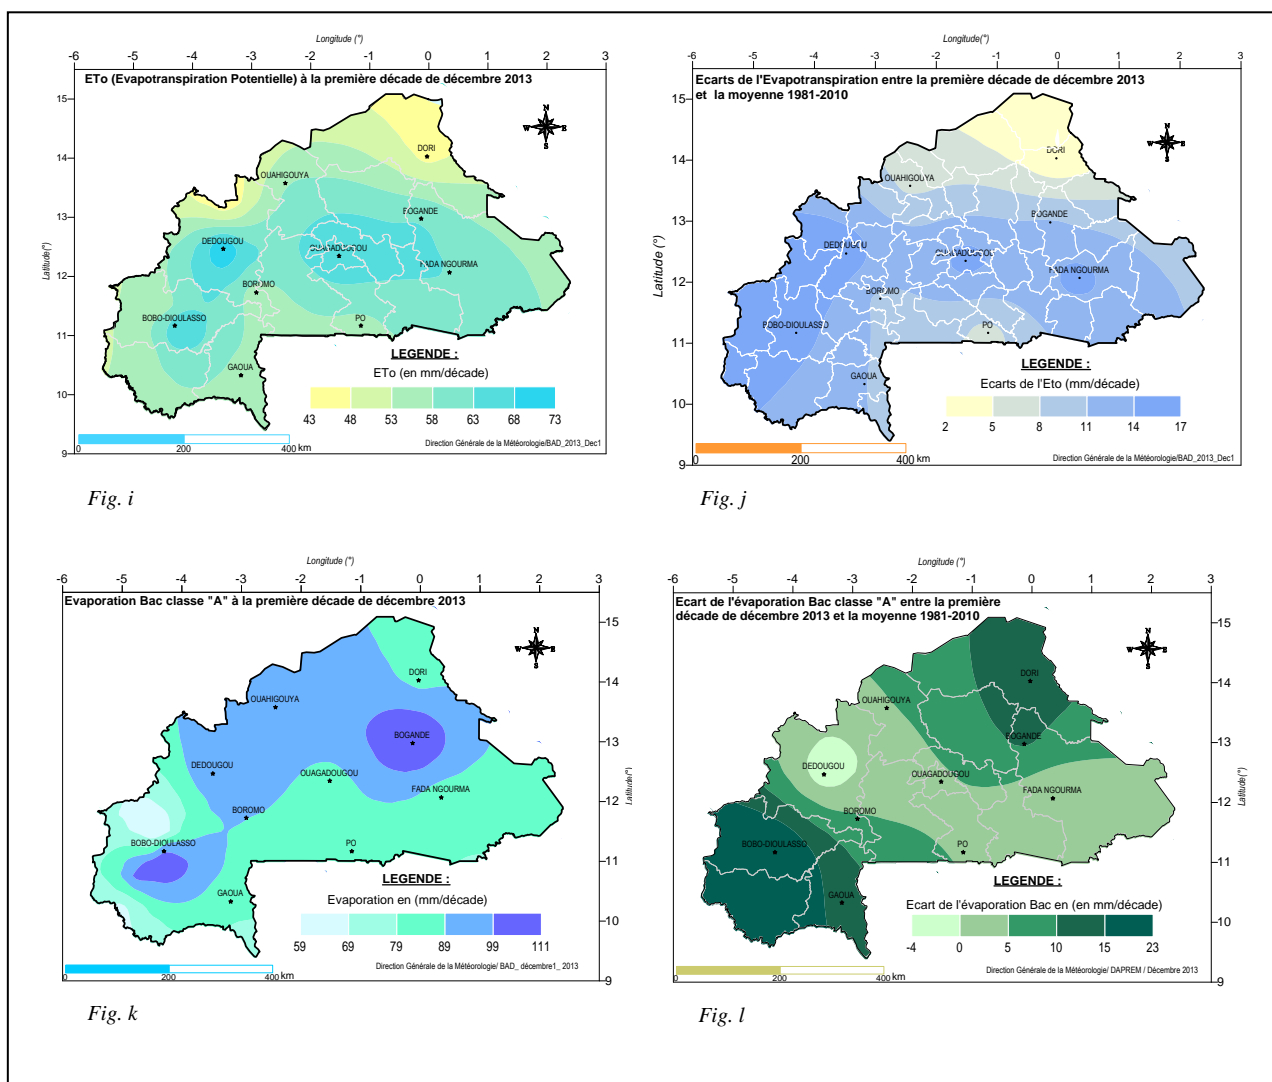 Longitude (°)
-6 -5 -4 -3 -2 -1 0 1 2 3
ETo (Evapotranspiration Potentielle) à la première décade de décembre 2013
15
14
13
12
11
10
9
Latitude(°)
N
W E
S
DORI
OUAHIGOUYA
BOGANDE
DEDOUGOU
OUAGADOUGOU
FADA NGOURMA
BOROMO
BOBO-DIOULASSO
PO
GAOUA
LEGENDE :
ETo (en mm/décade)
43 48 53 58 63 68 73
0 200 400 km
Direction Générale de la Météorologie/BAD_2013_Dec1
Fig. i
Longitude(°)
-6 -5 -4 -3 -2 -1 0 1 2 3
Ecarts de l'Evapotranspiration entre la première décade de décembre 2013
et la moyenne 1981-2010
15
14
13
12
11
10
9
Latitude (°)
N
W E
S
DORI
OUAHIGOUYA
BOGANDE
DEDOUGOU
OUAGADOUGOU
FADA NGOURMA
BOROMO
BOBO-DIOULASSO
PO
GAOUA
LEGENDE :
Ecarts de l'Eto (mm/décade)
2 5 8 11 14 17
0 200 400 km
Direction Générale de la Météorologie/BAD_2013_Dec1
Fig. j
Longitude (°)
-6 -5 -4 -3 -2 -1 0 1 2 3
Evaporation Bac classe "A" à la première décade de décembre 2013
15
14
13
12
11
10
9
Latitude(°)
N
W E
S
DORI
OUAHIGOUYA
BOGANDE
DEDOUGOU
OUAGADOUGOU
FADA NGOURMA
BOROMO
BOBO-DIOULASSO
PO
GAOUA
LEGENDE :
Evaporation en (mm/décade)
59 69 79 89 99 111
0 200 400 km
Direction Générale de la Météorologie/ BAD_ décembre1_ 2013
Fig. k
Longitude (°)
-6 -5 -4 -3 -2 -1 0 1 2 3
Ecart de l'évaporation Bac classe "A" entre la première
décade de décembre 2013 et la moyenne 1981-2010
15
14
13
12
11
10
9
Latitude(°)
N
W E
S
DORI
OUAHIGOUYA
BOGANDE
DEDOUGOU
OUAGADOUGOU
FADA NGOURMA
BOROMO
BOBO-DIOULASSO
PO
GAOUA
LEGENDE :
Ecart de l'évaporation Bac en (en mm/décade)
-4 0 5 10 15 23
0 200 400 km
Direction Générale de la Météorologie/ DAPREM / Décembre 2013
Fig. l